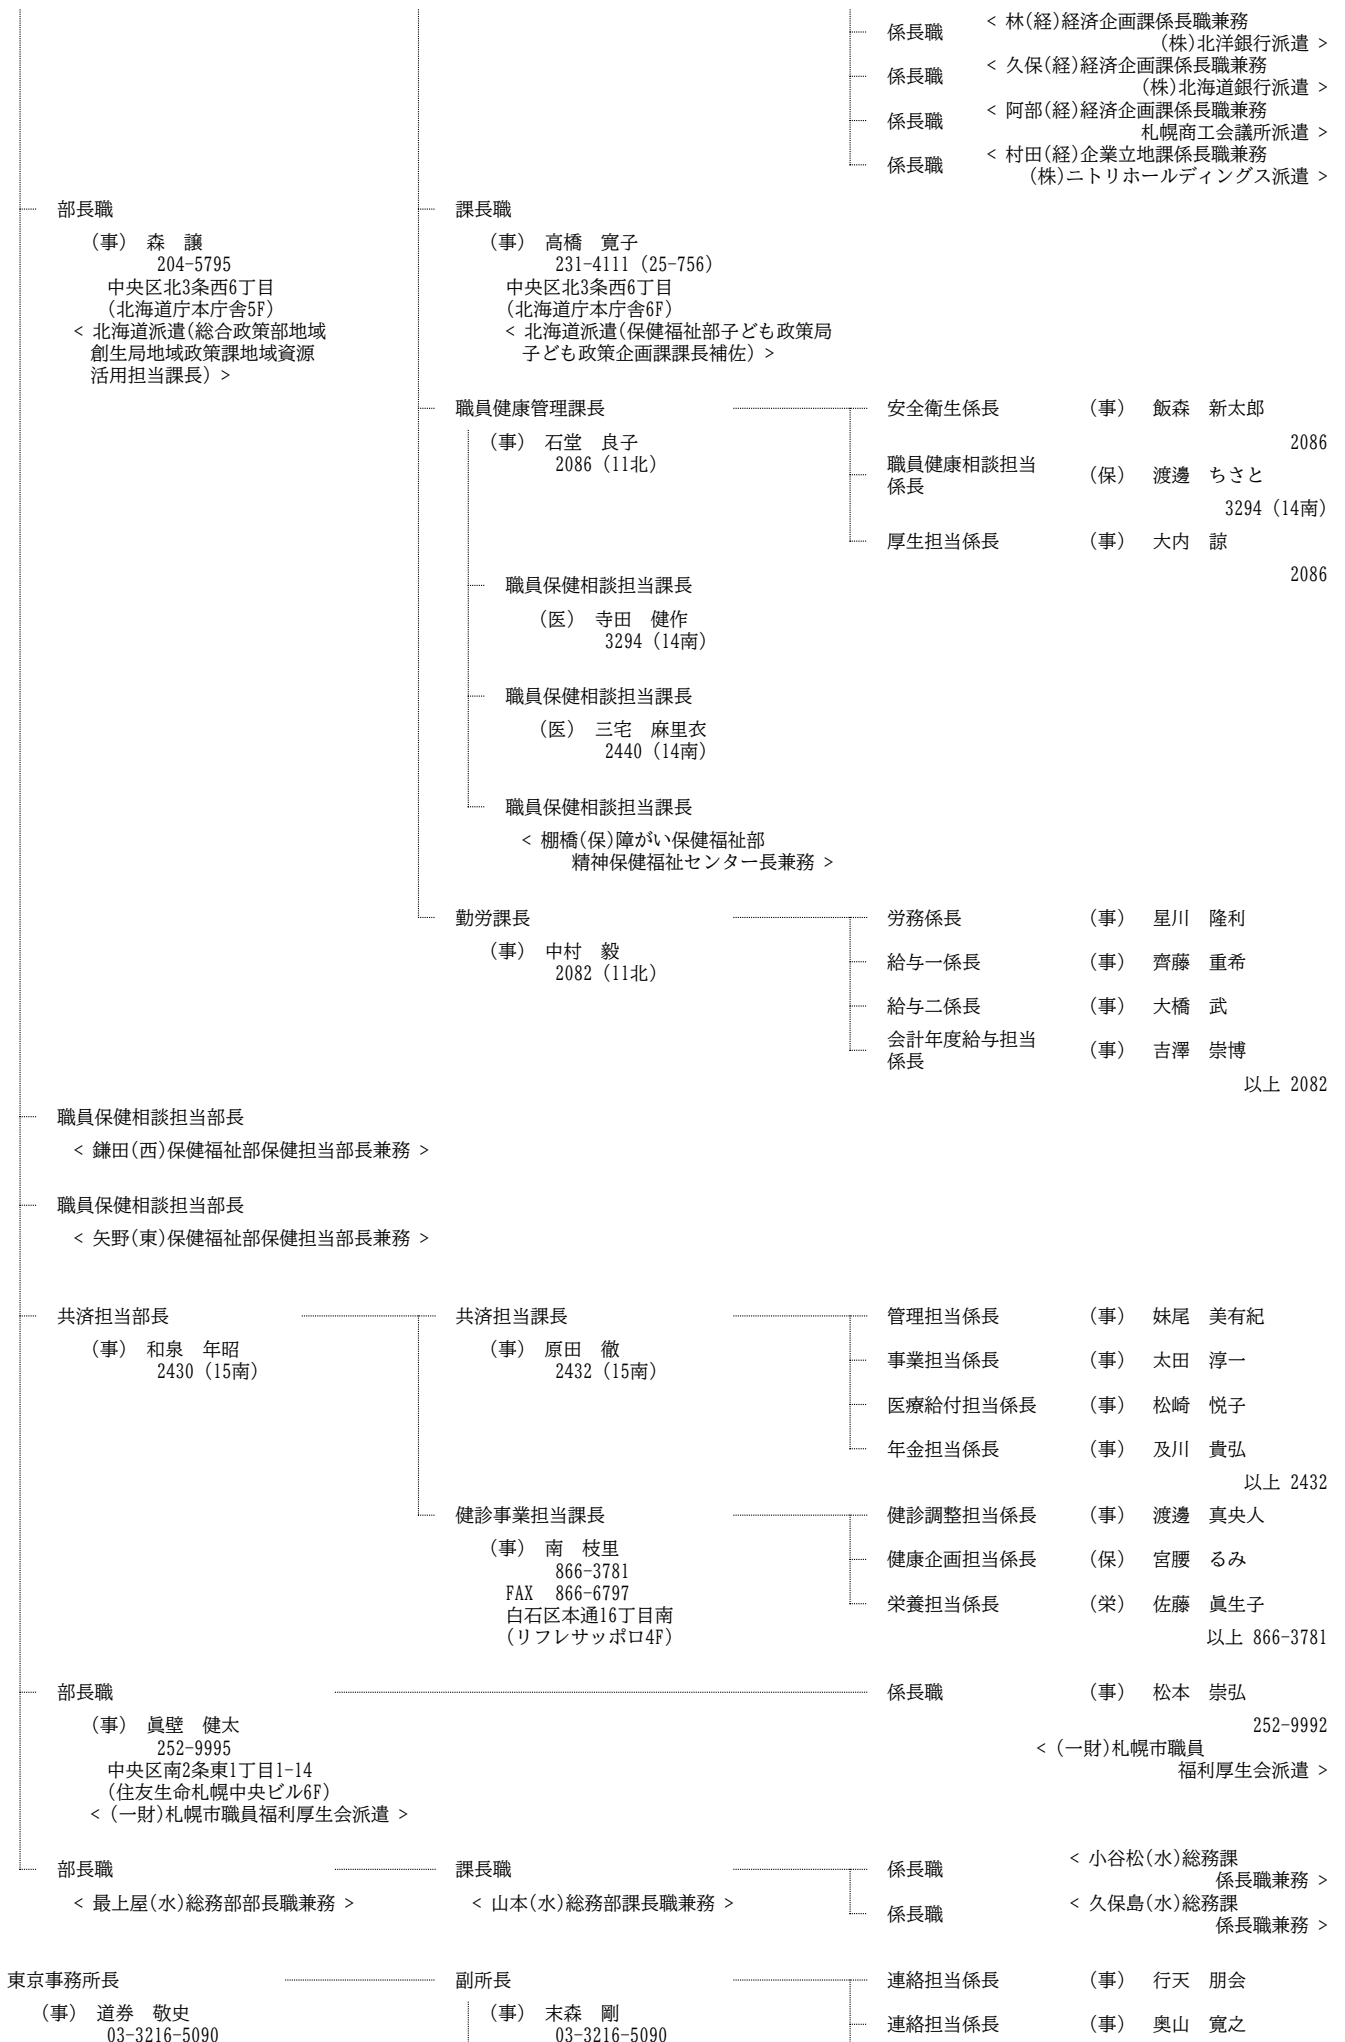 係長職
< 林(経)経済企画課係長職兼務
(株)北洋銀行派遣 >
係長職
< 久保(経)経済企画課係長職兼務
(株)北海道銀行派遣 >
係長職
< 阿部(経)経済企画課係長職兼務
札幌商工会議所派遣 >
係長職
< 村田(経)企業立地課係長職兼務
(株)ニトリホールディングス派遣 >
部長職
(事) 森 譲
204-5795
中央区北3条西6丁目
(北海道庁本庁舎5F)
< 北海道派遣(総合政策部地域
創生局地域政策課地域資源
活用担当課長) >
課長職
(事) 高橋 寛子
231-4111 (25-756)
中央区北3条西6丁目
(北海道庁本庁舎6F)
< 北海道派遣(保健福祉部子ども政策局
子ども政策企画課課長補佐) >
職員健康管理課長
(事) 石堂 良子
2086 (11北)
安全衛生係長 (事) 飯森 新太郎
2086
職員健康相談担当
係長
(保) 渡邊 ちさと
3294 (14南)
厚生担当係長 (事) 大内 諒
2086
職員保健相談担当課長
(医) 寺田 健作
3294 (14南)
職員保健相談担当課長
(医) 三宅 麻里衣
2440 (14南)
職員保健相談担当課長
< 棚橋(保)障がい保健福祉部
精神保健福祉センター長兼務 >
勤労課長
(事) 中村 毅
2082 (11北)
労務係長 (事) 星川 隆利
給与一係長 (事) 齊藤 重希
給与二係長 (事) 大橋 武
会計年度給与担当
係長
(事) 吉澤 崇博
以上 2082
職員保健相談担当部長
< 鎌田(西)保健福祉部保健担当部長兼務 >
職員保健相談担当部長
< 矢野(東)保健福祉部保健担当部長兼務 >
共済担当部長
(事) 和泉 年昭
2430 (15南)
共済担当課長
(事) 原田 徹
2432 (15南)
管理担当係長 (事) 妹尾 美有紀
事業担当係長 (事) 太田 淳一
医療給付担当係長 (事) 松崎 悦子
年金担当係長 (事) 及川 貴弘
以上 2432
健診事業担当課長
(事) 南 枝里
866-3781
FAX 866-6797
白石区本通16丁目南
(リフレサッポロ4F)
健診調整担当係長 (事) 渡邊 真央人
健康企画担当係長 (保) 宮腰 るみ
栄養担当係長 (栄) 佐藤 眞生子
以上 866-3781
部長職
(事) 眞壁 健太
252-9995
中央区南2条東1丁目1-14
(住友生命札幌中央ビル6F)
< (一財)札幌市職員福利厚生会派遣 >
係長職 (事) 松本 崇弘
252-9992
< (一財)札幌市職員
福利厚生会派遣 >
部長職
< 最上屋(水)総務部部長職兼務 >
課長職
< 山本(水)総務部課長職兼務 >
係長職
< 小谷松(水)総務課
係長職兼務 >
係長職
< 久保島(水)総務課
係長職兼務 >
東京事務所長
(事) 道券 敬史
03-3216-5090
副所長
(事) 末森 剛
03-3216-5090
連絡担当係長 (事) 行天 朋会
連絡担当係長 (事) 奥山 寛之